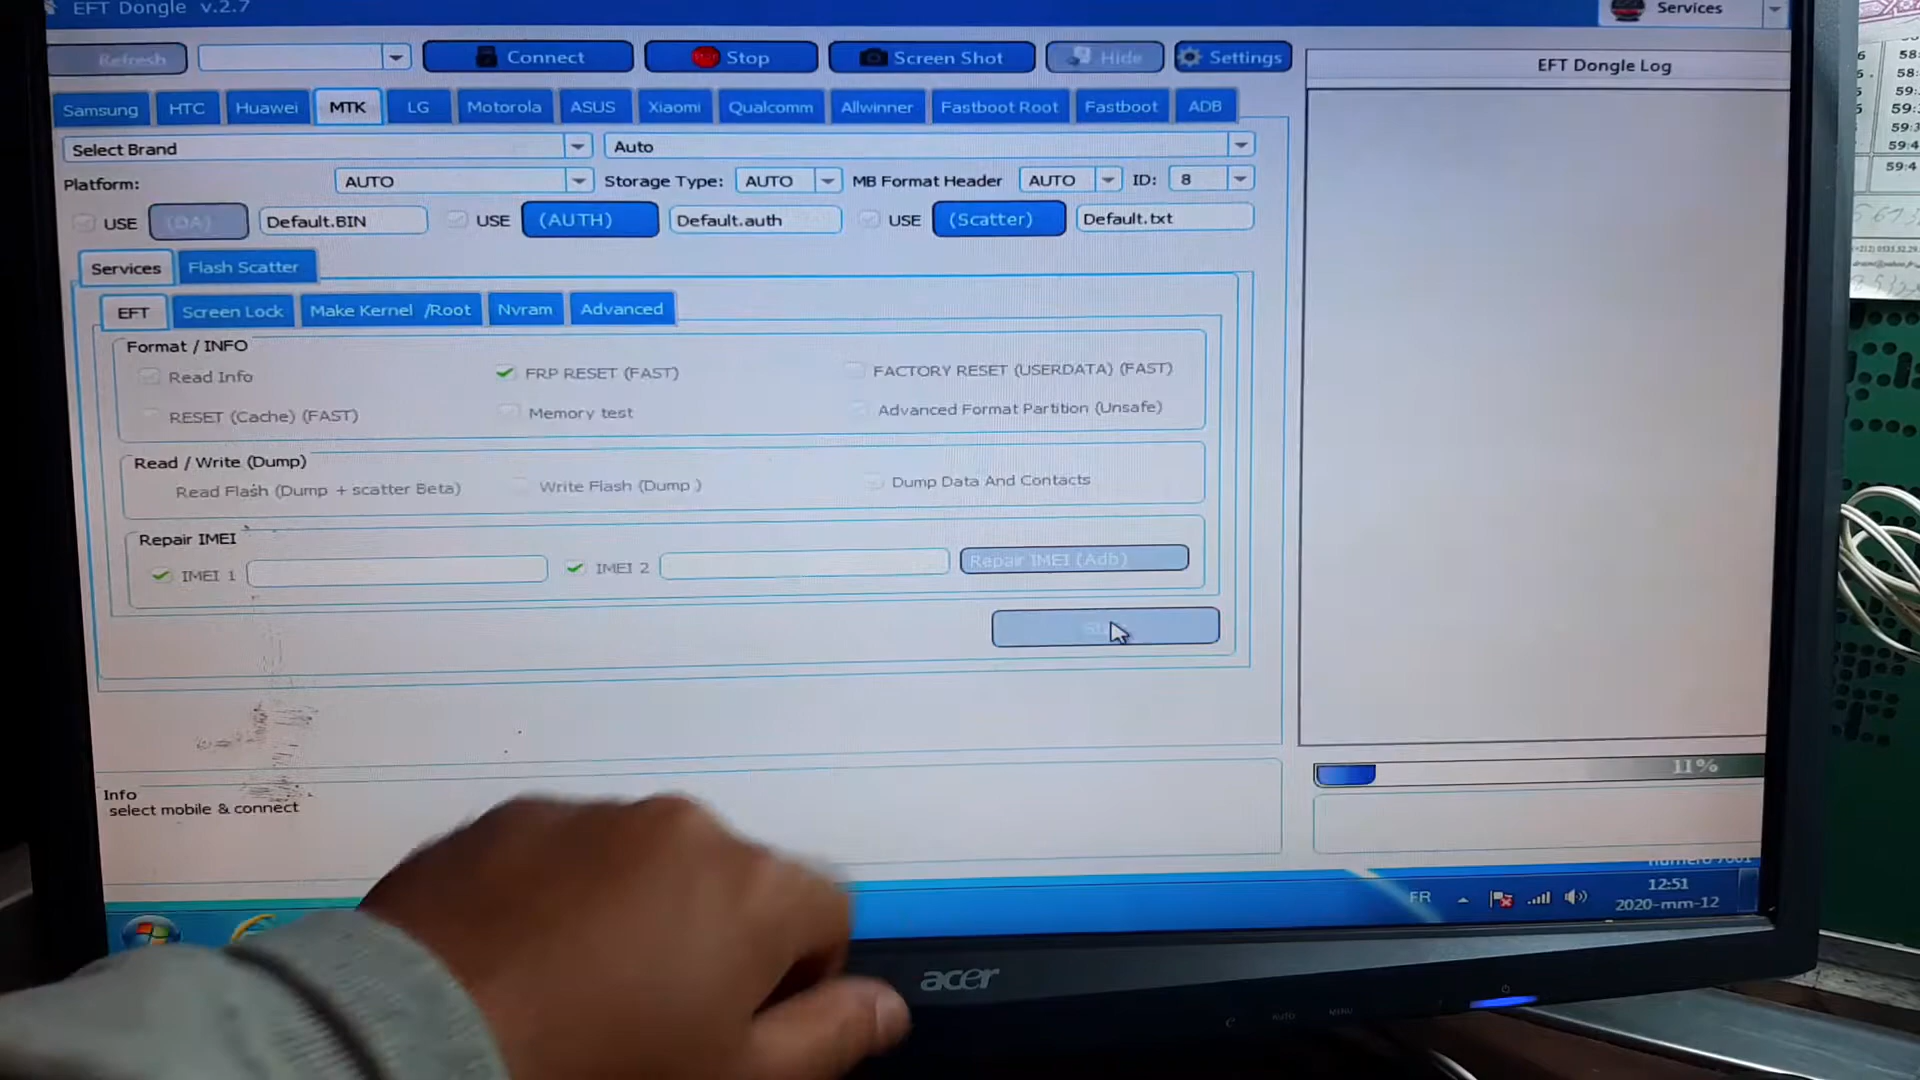 EFT Dongle v.2.7
Services
Refresh
Connect
Stop
Screen Shot
Hide
Settings
EFT Dongle Log
Samsung
HTC
Huawei
MTK
LG
Motorola
ASUS
Xiaomi
Qualcomm
Allwinner
Fastboot Root
Fastboot
ADB
Select Brand
Auto
Platform:
AUTO
Storage Type:
AUTO
MB Format Header
AUTO
ID:
8
USE
(DA)
Default.BIN
USE
(AUTH)
Default.auth
USE
(Scatter)
Default.txt
Services
Flash Scatter
EFT
Screen Lock
Make Kernel /Root
Nvram
Advanced
Format / INFO
Read Info
FRP RESET (FAST)
FACTORY RESET (USERDATA) (FAST)
RESET (Cache) (FAST)
Memory test
Advanced Format Partition (Unsafe)
Read / Write (Dump)
Read Flash (Dump + scatter Beta)
Write Flash (Dump )
Dump Data And Contacts
Repair IMEI
IMEI 1
IMEI 2
Repair IMEI (Adb)
11%
Info
select mobile & connect
FR
12:51
2020-mm-12
acer
AUTO
MENU